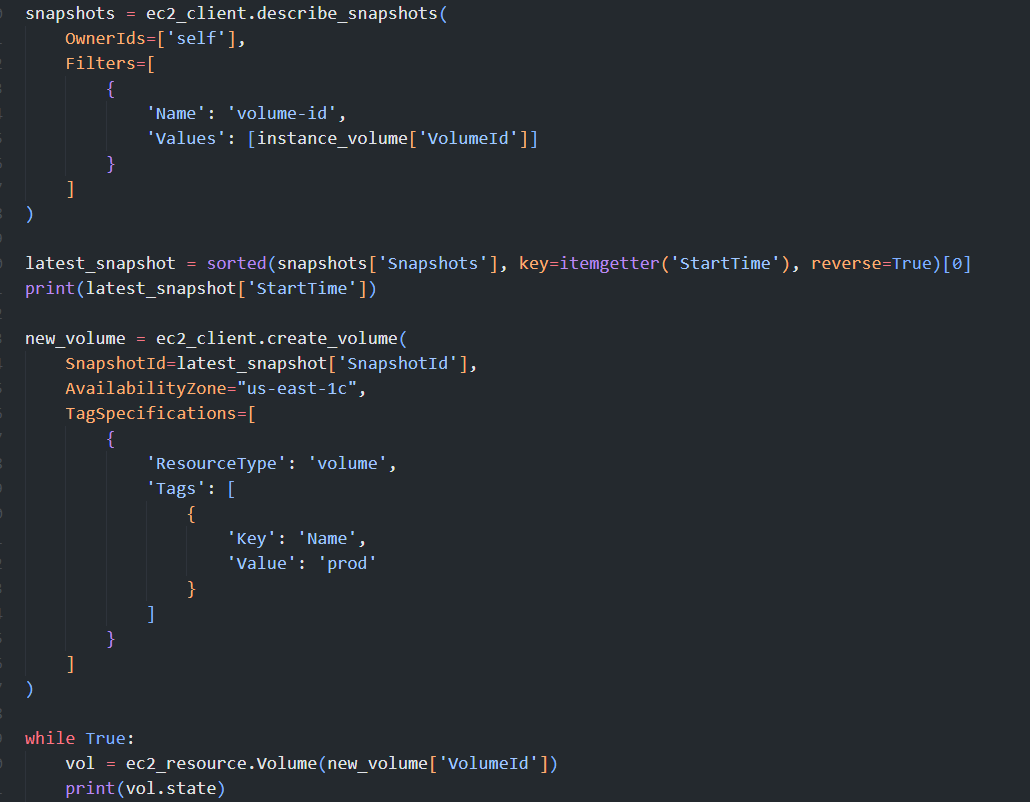 snapshots = ec2_client.describe_snapshots(
    OwnerIds=['self'],
    Filters=[
        {
            'Name': 'volume-id',
            'Values': [instance_volume['VolumeId']]
        }
    ]
)
latest_snapshot = sorted(snapshots['Snapshots'], key=itemgetter('StartTime'), reverse=True)[0]
print(latest_snapshot['StartTime'])
new_volume = ec2_client.create_volume(
    SnapshotId=latest_snapshot['SnapshotId'],
    AvailabilityZone="us-east-1c",
    TagSpecifications=[
        {
            'ResourceType': 'volume',
            'Tags': [
                {
                    'Key': 'Name',
                    'Value': 'prod'
                }
            ]
        }
    ]
)
while True:
    vol = ec2_resource.Volume(new_volume['VolumeId'])
    print(vol.state)